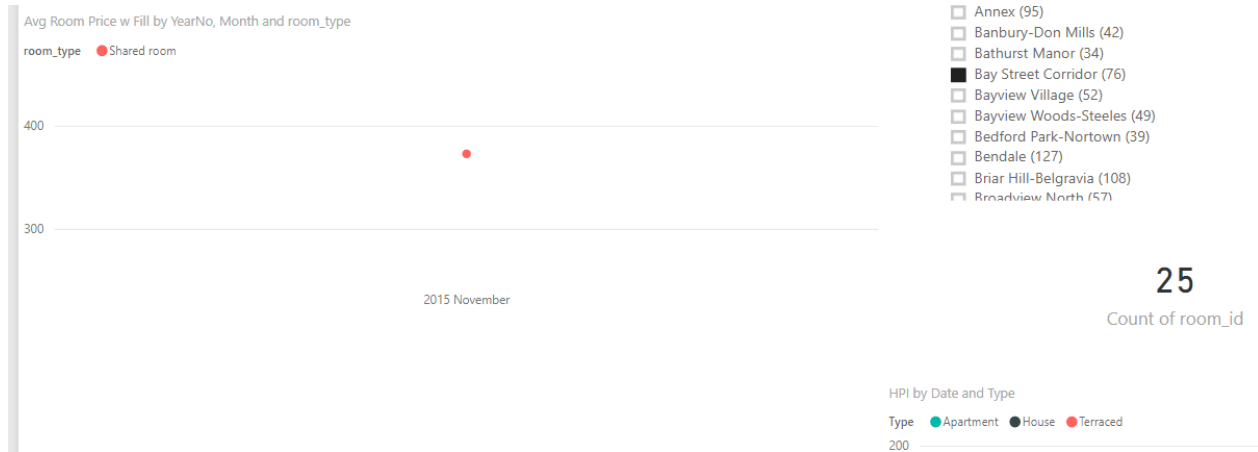 Avg Room Price w Fill by YearNo, Month and room_type
room_type Shared room
400
300
2015 November
Annex (95)
Banbury-Don Mills (42)
Bathurst Manor (34)
Bay Street Corridor (76)
Bayview Village (52)
Bayview Woods-Steeles (49)
Bedford Park-Nortown (39)
Bendale (127)
Briar Hill-Belgravia (108)
Broadview North (57)
25
Count of room_id
HPI by Date and Type
Type Apartment House Terraced
200